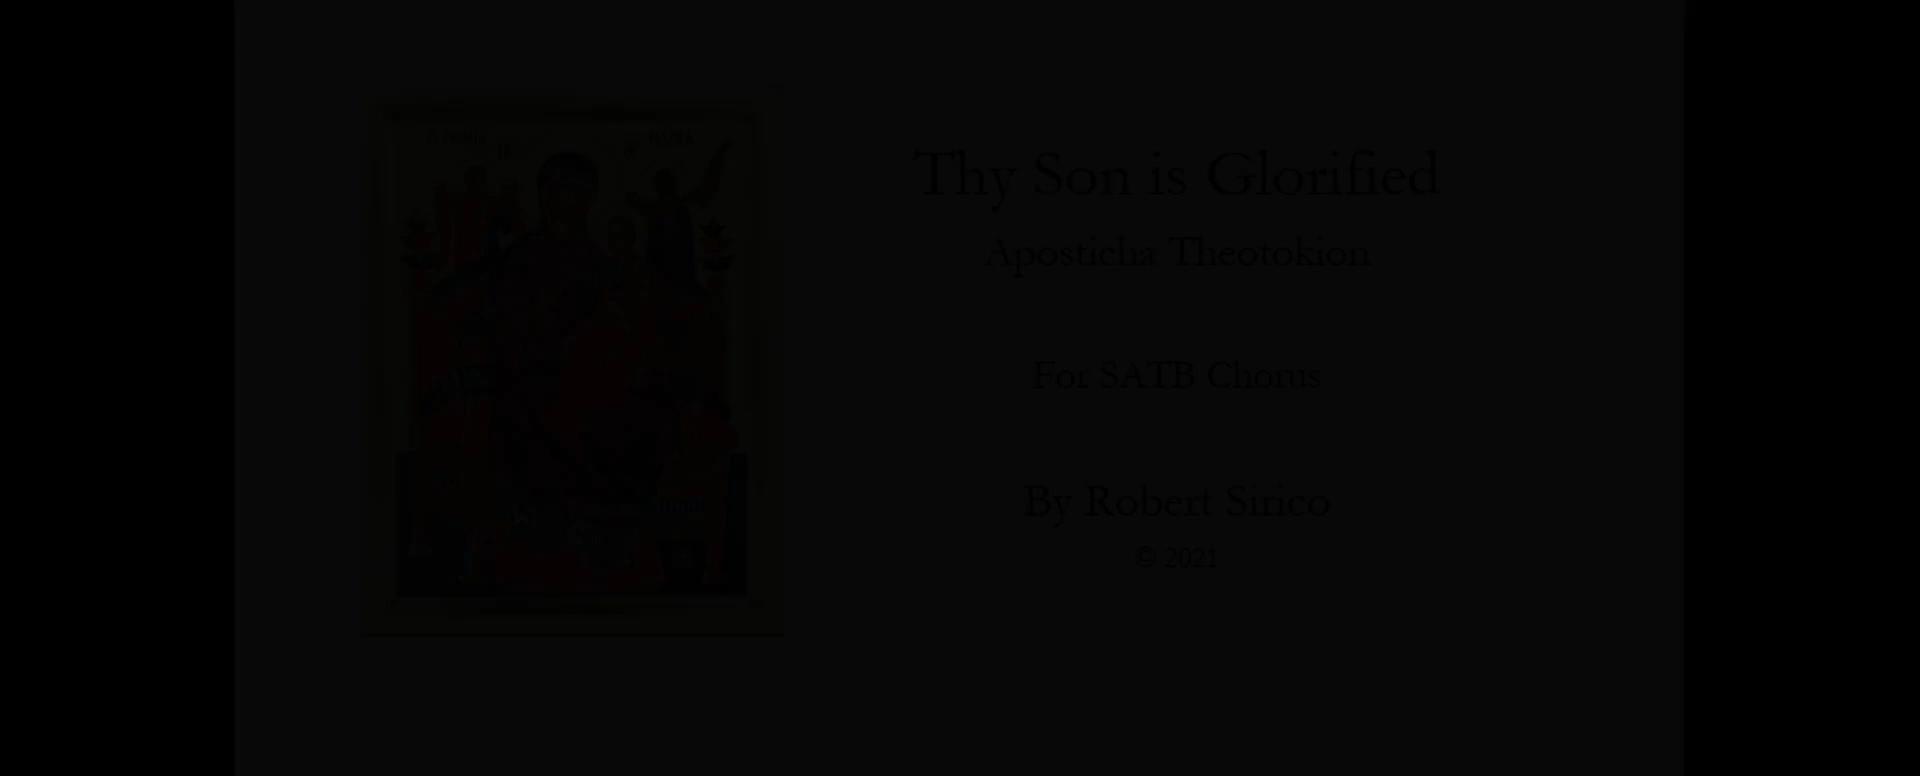 Thy Son is Glorified
Aposticha Theotokion
For SATB Chorus
By Robert Sirico
© 2021